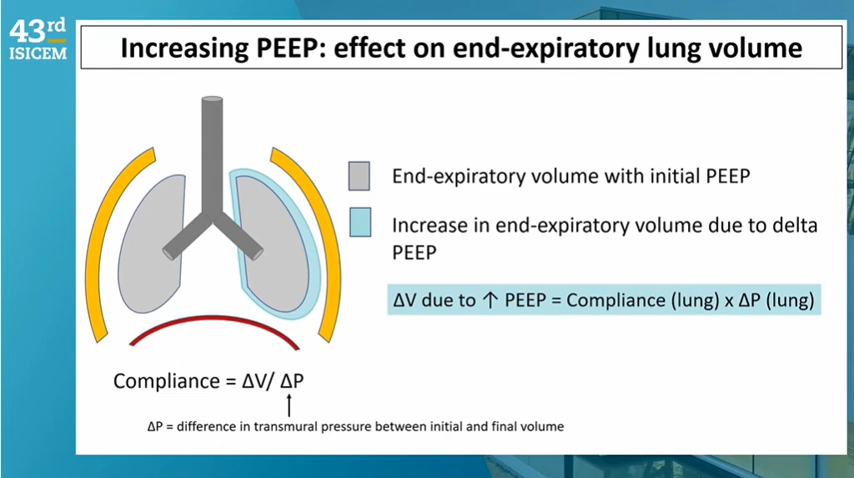 43rd
ISICEM
Increasing PEEP: effect on end-expiratory lung volume
End-expiratory volume with initial PEEP
Increase in end-expiratory volume due to delta
PEEP
ΔV due to ↑ PEEP = Compliance (lung) x ΔP (lung)
Compliance = ΔV/ ΔP
ΔP = difference in transmural pressure between initial and final volume